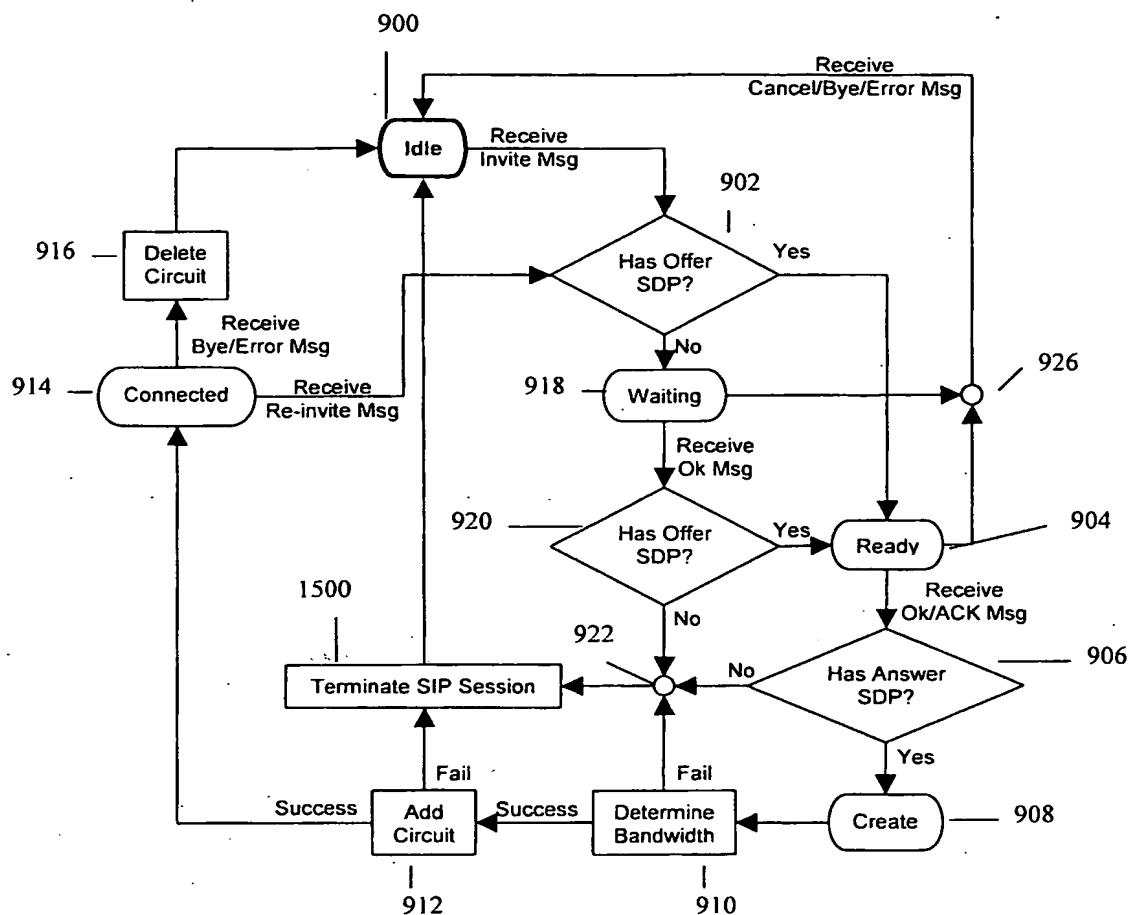 900
Receive
Cancel/Bye/Error Msg
Idle
Receive
Invite Msg
902
916
Delete
Circuit
Has Offer
SDP?
Yes
Receive
Bye/Error Msg
No
914
Connected
Receive
Re-invite Msg
918
Waiting
926
Receive
Ok Msg
920
Has Offer
SDP?
Yes
Ready
904
1500
Receive
Ok/ACK Msg
No
922
906
Terminate SIP Session
No
Has Answer
SDP?
Fail
Fail
Yes
Success
Add
Circuit
Success
Determine
Bandwidth
Create
908
912
910